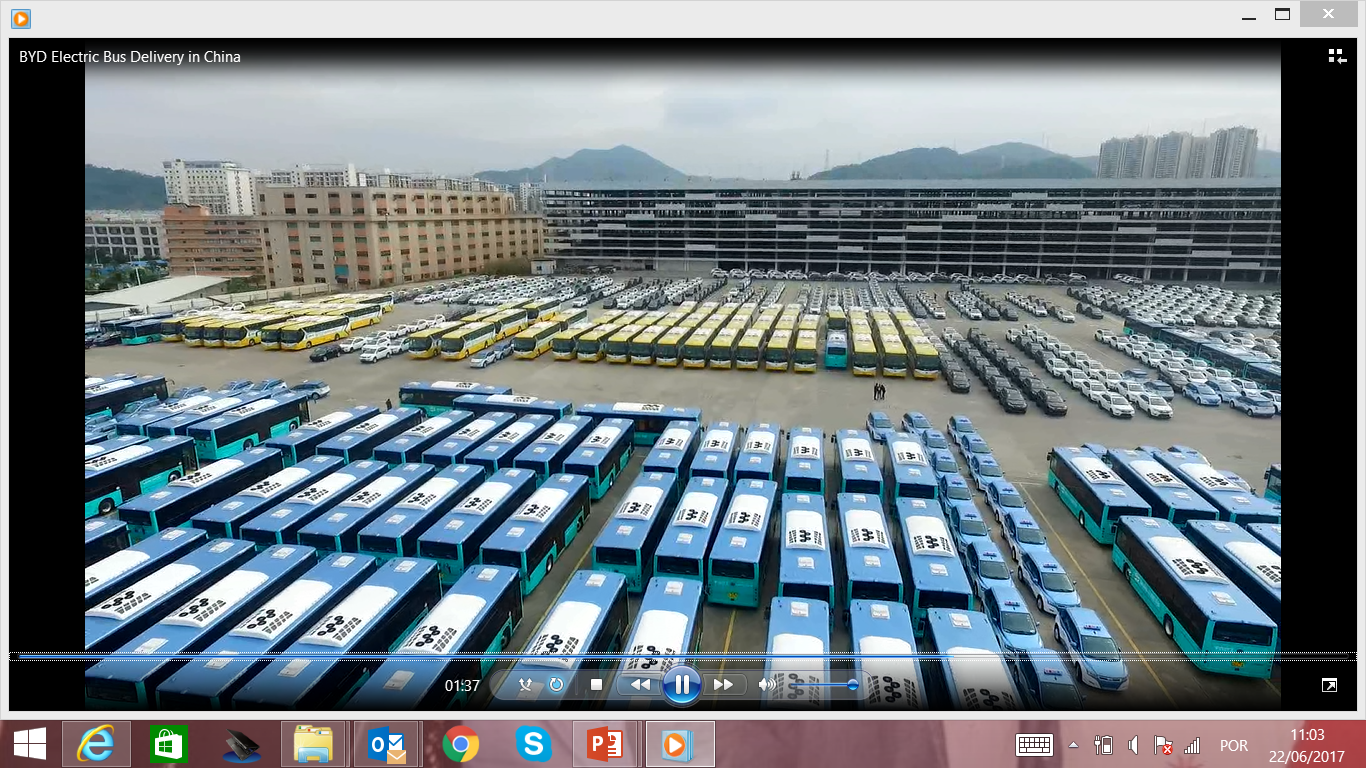 BYD Electric Bus Delivery in China
01:37
POR
11:03
22/06/2017